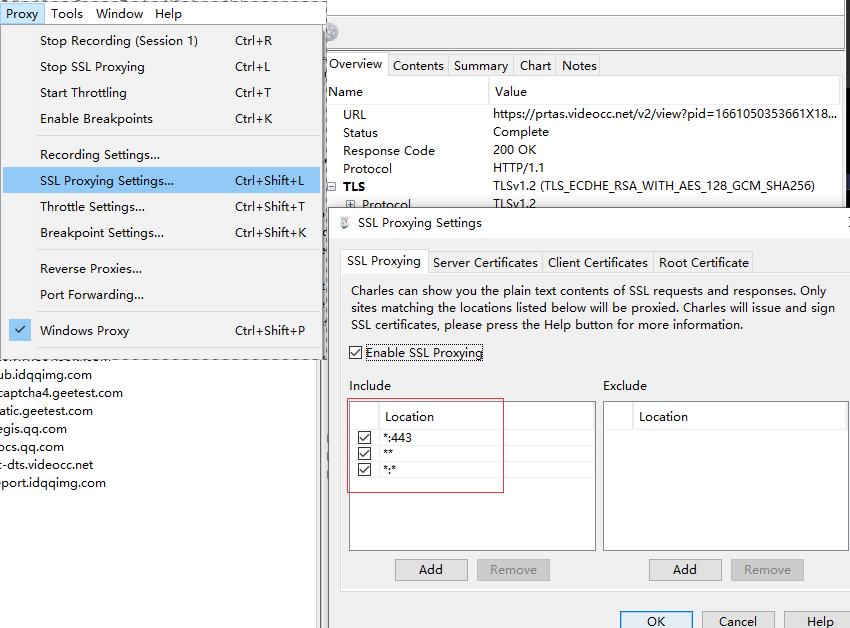 Proxy Tools Window Help
Stop Recording (Session 1) Ctrl+R
Stop SSL Proxying Ctrl+L
Start Throttling Ctrl+T
Enable Breakpoints Ctrl+K
Recording Settings...
SSL Proxying Settings... Ctrl+Shift+L
Throttle Settings... Ctrl+Shift+T
Breakpoint Settings... Ctrl+Shift+K
Reverse Proxies...
Port Forwarding...
Windows Proxy Ctrl+Shift+P
ub.idqqimg.com
captcha4.geetest.com
atic.geetest.com
egis.qq.com
ocs.qq.com
c-dts.videocc.net
eport.idqqimg.com
Overview Contents Summary Chart Notes
Name Value
URL https://prtas.videocc.net/v2/view?pid=1661050353661X18...
Status Complete
Response Code 200 OK
Protocol HTTP/1.1
TLS TLSv1.2 (TLS_ECDHE_RSA_WITH_AES_128_GCM_SHA256)
Protocol TLSv1.2
SSL Proxying Settings
SSL Proxying Server Certificates Client Certificates Root Certificate
Charles can show you the plain text contents of SSL requests and responses. Only
sites matching the locations listed below will be proxied. Charles will issue and sign
SSL certificates, please press the Help button for more information.
Enable SSL Proxying
Include Exclude
Location Location
*:443
**
*:*
Add Remove Add Remove
OK Cancel Help